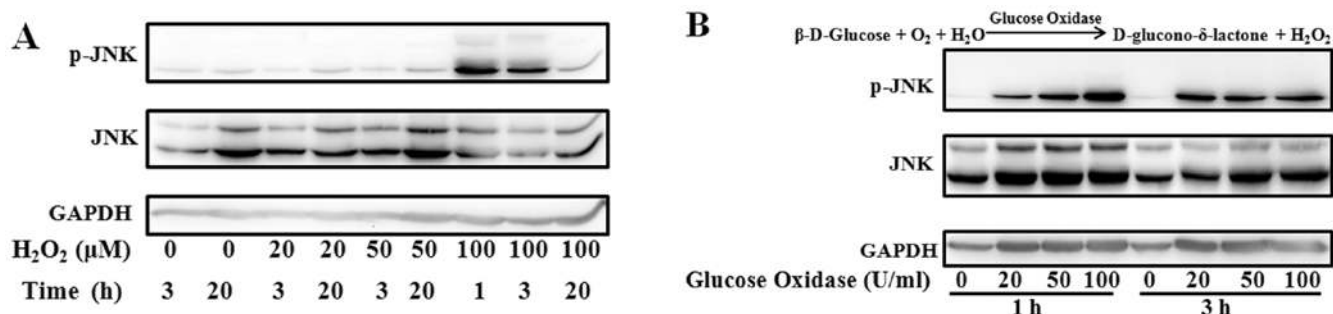 A
p-JNK
JNK
GAPDH
H₂O₂ (µM) 0 0 20 20 50 50 100 100 100
Time (h) 3 20 3 20 3 20 1 3 20
B
Glucose Oxidase
β-D-Glucose + O₂ + H₂O D-glucono-δ-lactone + H₂O₂
p-JNK
JNK
GAPDH
Glucose Oxidase (U/ml) 0 20 50 100 0 20 50 100
1 h 3 h